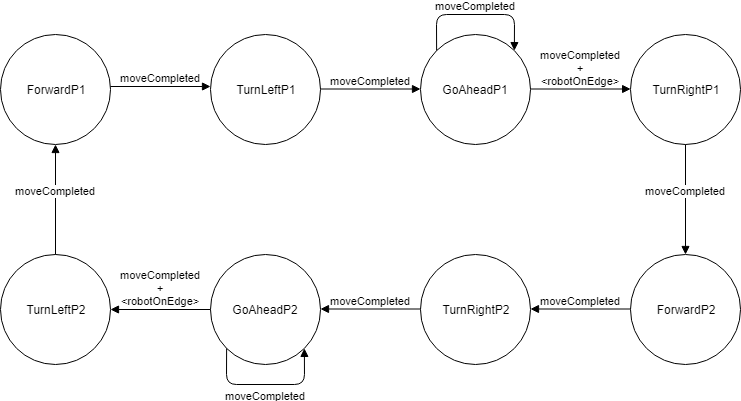 moveCompleted
moveCompleted
+
<robotOnEdge>
moveCompleted
moveCompleted
ForwardP1
TurnLeftP1
GoAheadP1
TurnRightP1
moveCompleted
moveCompleted
moveCompleted
+
<robotOnEdge>
moveCompleted
moveCompleted
TurnLeftP2
GoAheadP2
TurnRightP2
ForwardP2
moveCompleted